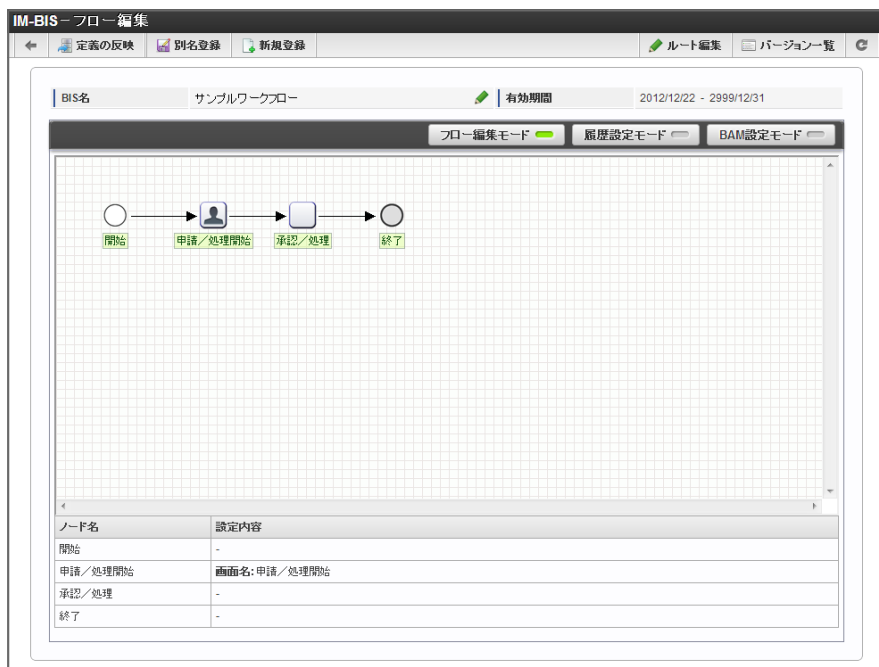 IM-BIS－フロー編集
定義の反映 別名登録 新規登録 ルート編集 バージョン一覧
BIS名 サンプルワークフロー 有効期間 2012/12/22 - 2999/12/31
フロー編集モード 履歴設定モード BAM設定モード
開始 申請／処理開始 承認／処理 終了
ノード名 設定内容
開始 -
申請／処理開始 画面名:申請／処理開始
承認／処理 -
終了 -